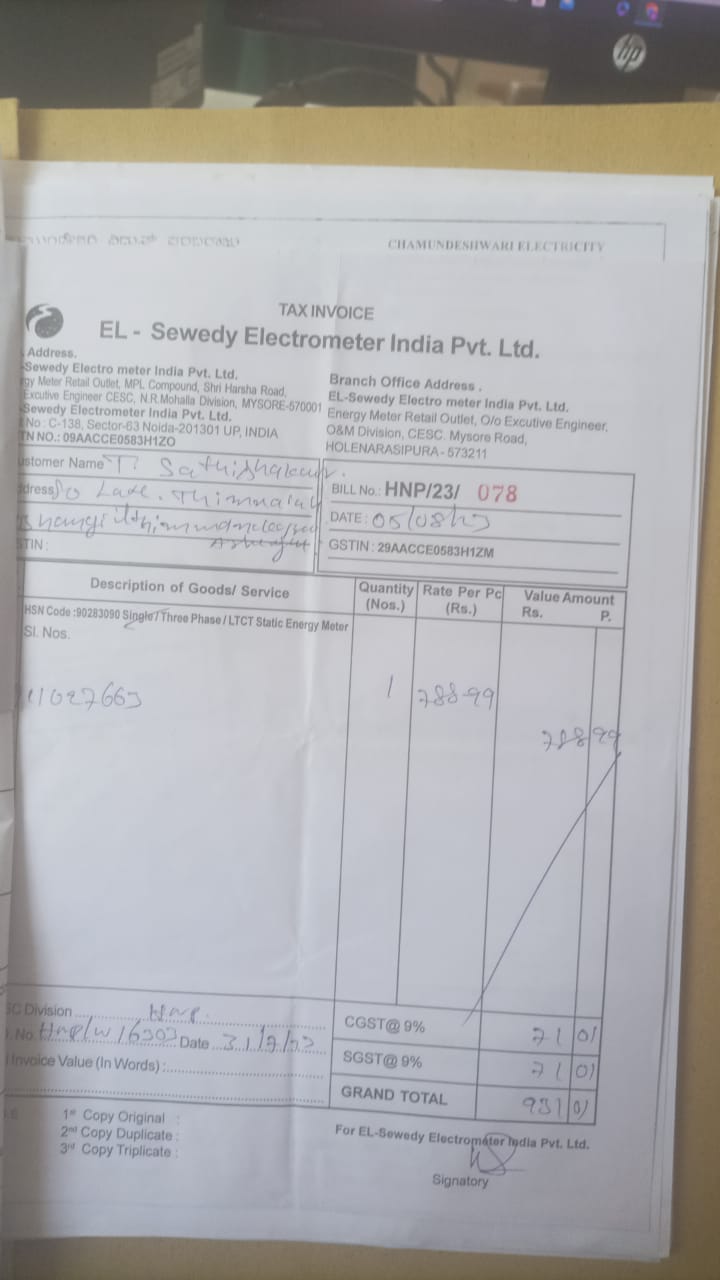 hp
CHAMUNDESHWARI ELECTRICITY
TAX INVOICE
EL - Sewedy Electrometer India Pvt. Ltd.
Address.
-Sewedy Electro meter India Pvt. Ltd.
gy Meter Retail Outlet, MPL Compound, Shri Harsha Road,
Excutive Engineer CESC, N.R.Mohalla Division, MYSORE-570001
Sewedy Electrometer India Pvt. Ltd.
No : C-138, Sector-63 Noida-201301 UP, INDIA
TN NO.: 09AACCE0583H1ZO
Branch Office Address .
EL-Sewedy Electro meter India Pvt. Ltd.
Energy Meter Retail Outlet, O/o Excutive Engineer,
O&M Division, CESC. Mysore Road,
HOLENARASIPURA - 573211
ustomer Name T.
dress S/o Late.
STIN :
BILL No.: HNP/23/ 078
DATE : 05/08/23
GSTIN : 29AACCE0583H1ZM
Description of Goods/ Service
Quantity (Nos.)
Rate Per Pc (Rs.)
Value Amount
Rs. P.
HSN Code :90283090 Single / Three Phase / LTCT Static Energy Meter
Sl. Nos.
1 788-99
788 99
SC Division HNP.
No Date
Invoice Value (In Words) :
CGST@ 9% 71 01
SGST@ 9% 71 01
GRAND TOTAL 931 01
1st Copy Original :
2nd Copy Duplicate :
3rd Copy Triplicate :
For EL-Sewedy Electrometer India Pvt. Ltd.
Signatory